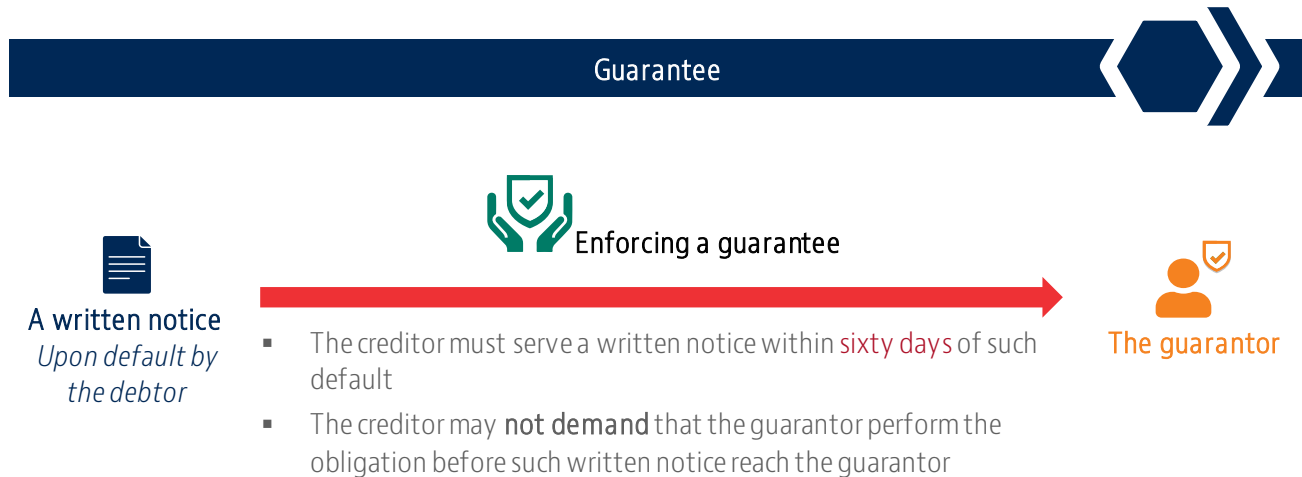 Guarantee
Enforcing a guarantee
A written notice
Upon default by
the debtor
▪ The creditor must serve a written notice within sixty days of such
default
▪ The creditor may not demand that the guarantor perform the
obligation before such written notice reach the guarantor
The guarantor